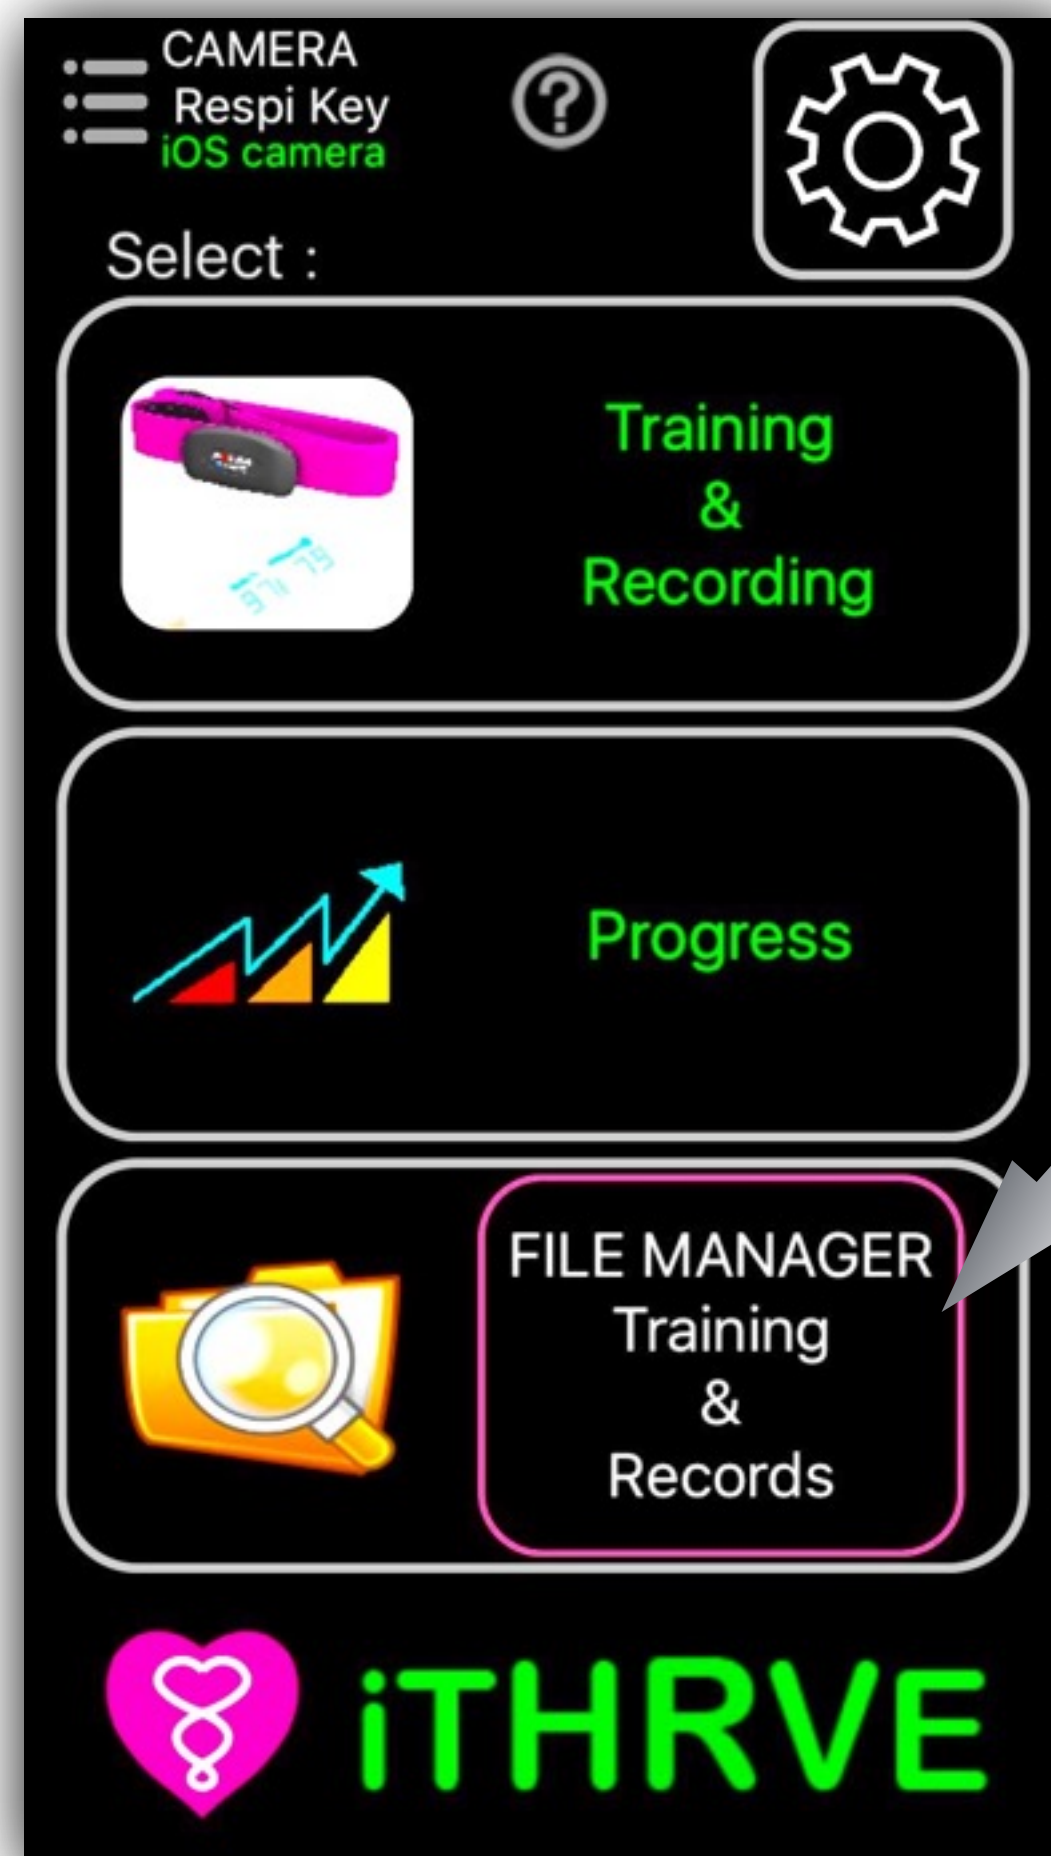 CAMERA
Respi Key
iOS camera
?
Select :
Training
&
Recording
Progress
FILE MANAGER
Training
&
Records
iTHRVE